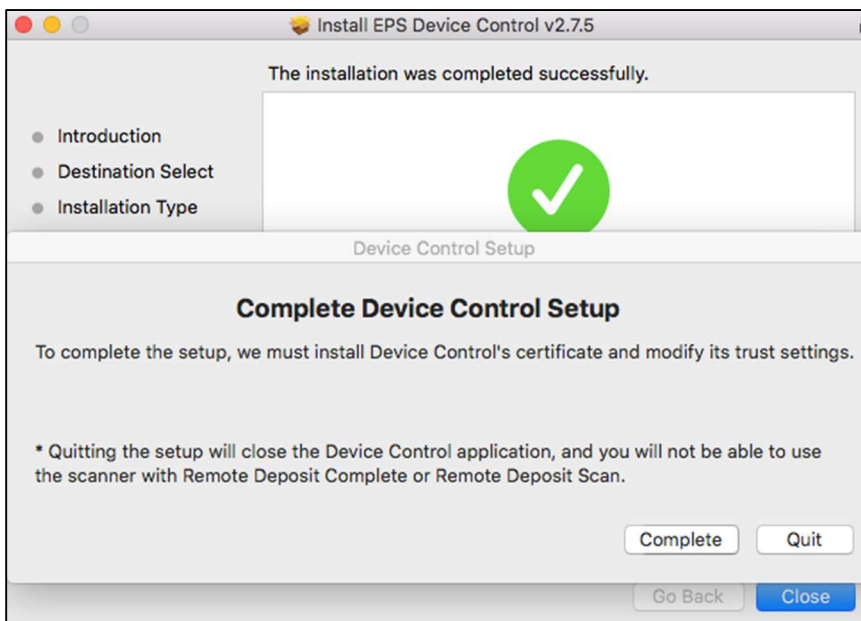 Install EPS Device Control v2.7.5
The installation was completed successfully.
Introduction
Destination Select
Installation Type
Device Control Setup
Complete Device Control Setup
To complete the setup, we must install Device Control's certificate and modify its trust settings.
* Quitting the setup will close the Device Control application, and you will not be able to use
the scanner with Remote Deposit Complete or Remote Deposit Scan.
Complete
Quit
Go Back
Close